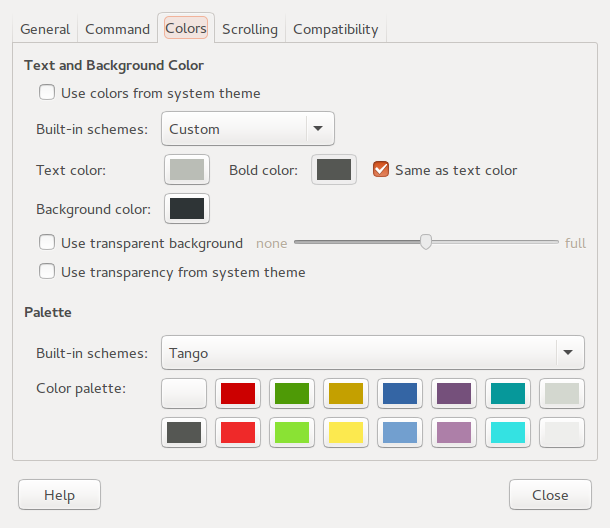 General Command Colors Scrolling Compatibility
Text and Background Color
Use colors from system theme
Built-in schemes: Custom
Text color: Bold color: Same as text color
Background color:
Use transparent background none full
Use transparency from system theme
Palette
Built-in schemes: Tango
Color palette:
Help Close